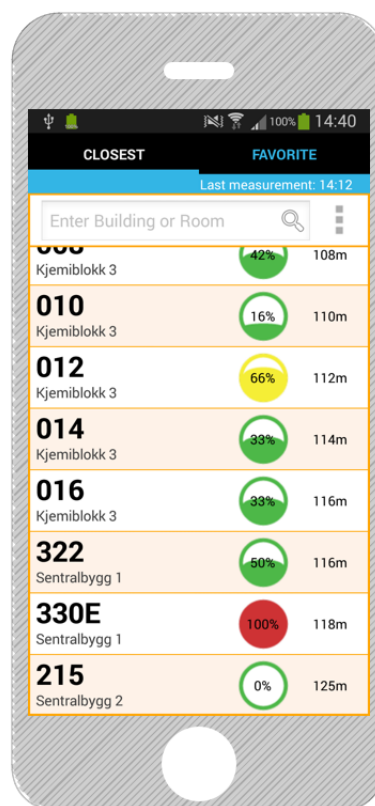 100% 14:40
CLOSEST FAVORITE
Last measurement: 14:12
Enter Building or Room
42% 108m
Kjemiblokk 3
010 16% 110m
Kjemiblokk 3
012 66% 112m
Kjemiblokk 3
014 33% 114m
Kjemiblokk 3
016 33% 116m
Kjemiblokk 3
322 50% 116m
Sentralbygg 1
330E 100% 118m
Sentralbygg 1
215 0% 125m
Sentralbygg 2